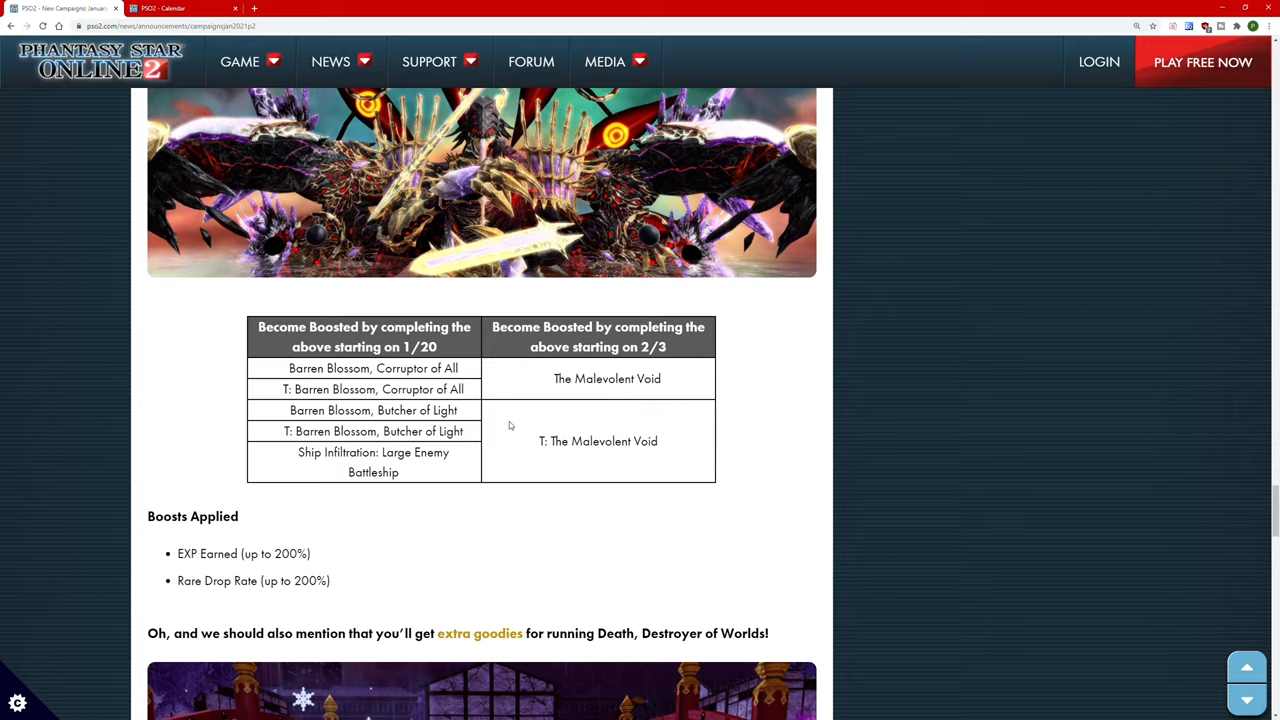 PSO2 - New Campaigns: January
PSO2 - Calendar
pso2.com/news/announcements/campaignsjan2021p2
PHANTASY STAR
ONLINE 2
GAME
NEWS
SUPPORT
FORUM
MEDIA
LOGIN
PLAY FREE NOW
Become Boosted by completing the
above starting on 1/20
Become Boosted by completing the
above starting on 2/3
Barren Blossom, Corruptor of All
T: Barren Blossom, Corruptor of All
Barren Blossom, Butcher of Light
T: Barren Blossom, Butcher of Light
Ship Infiltration: Large Enemy
Battleship
The Malevolent Void
T: The Malevolent Void
Boosts Applied
• EXP Earned (up to 200%)
• Rare Drop Rate (up to 200%)
Oh, and we should also mention that you'll get extra goodies for running Death, Destroyer of Worlds!